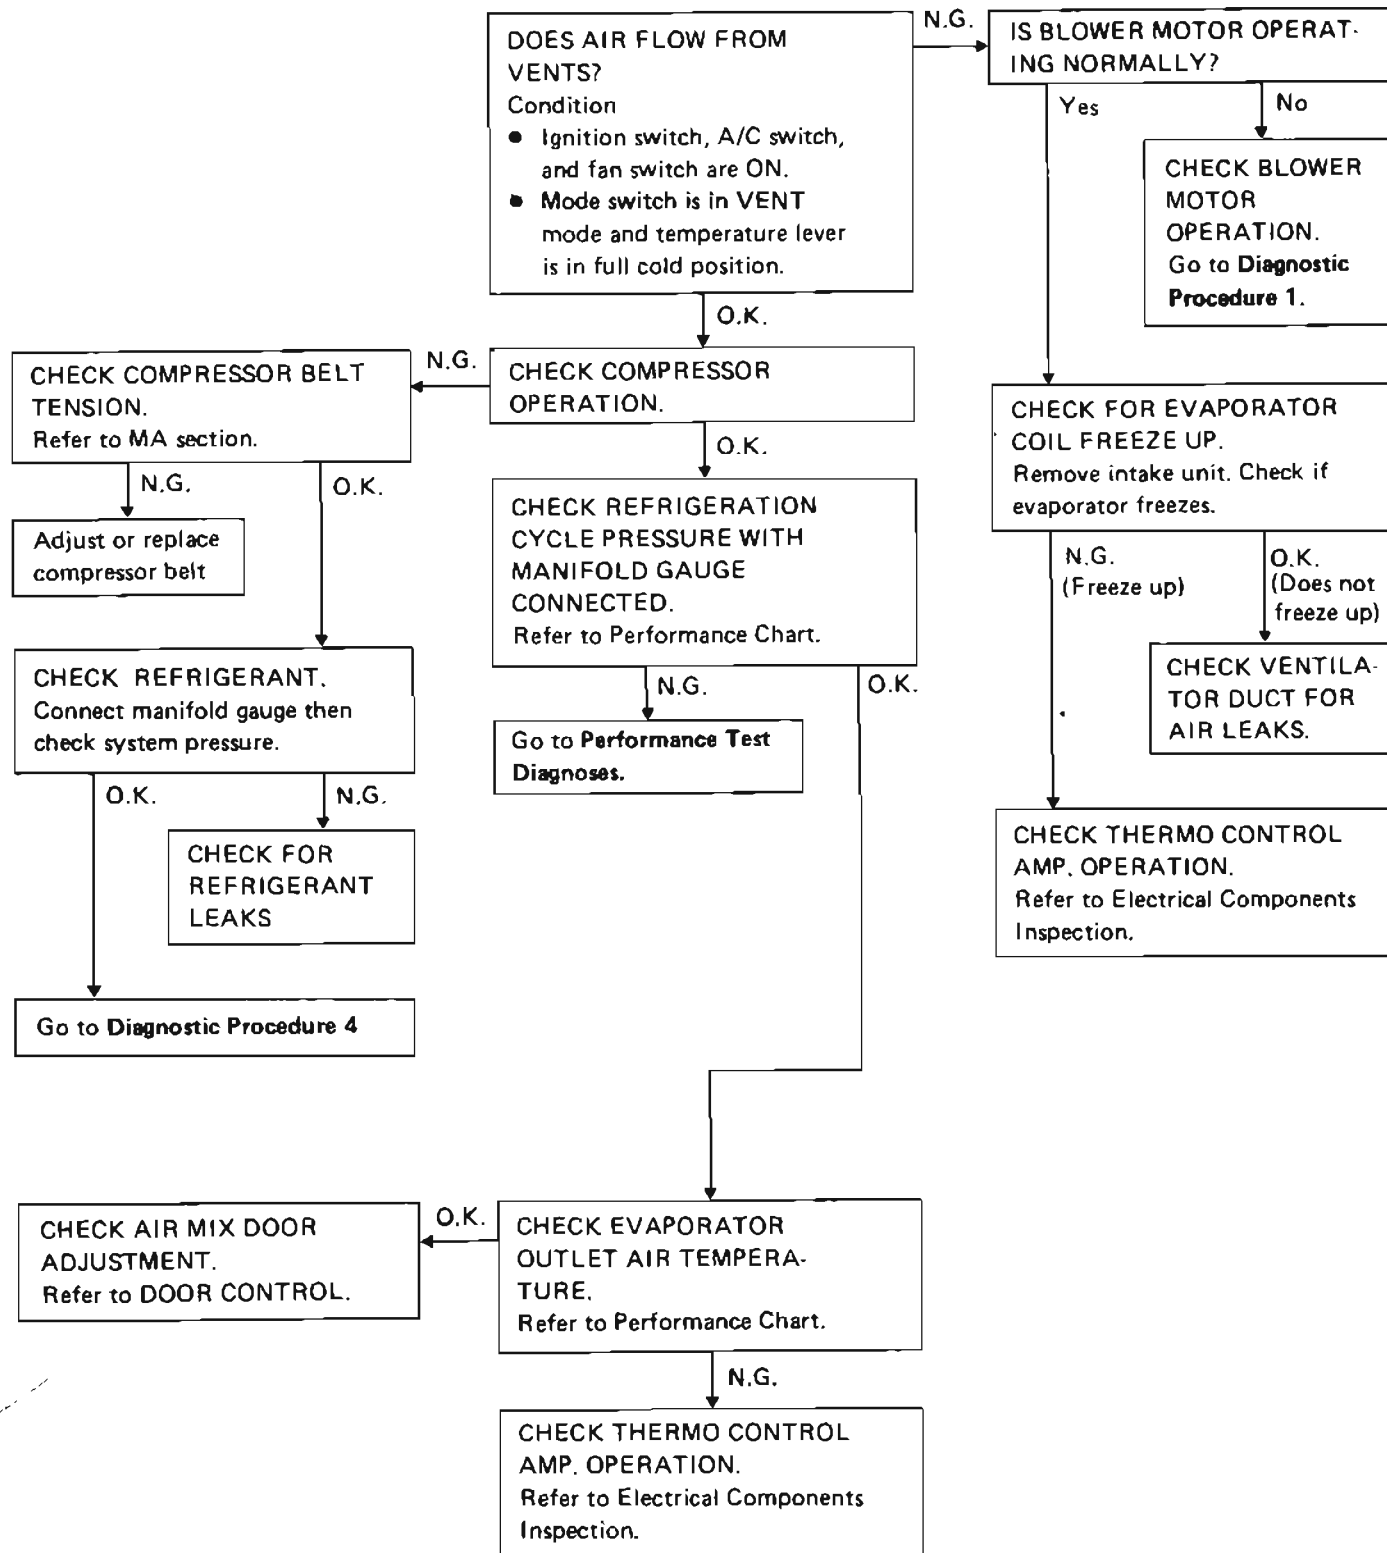 DOES AIR FLOW FROM
VENTS?
Condition
● Ignition switch, A/C switch,
and fan switch are ON.
● Mode switch is in VENT
mode and temperature lever
is in full cold position.
N.G.
IS BLOWER MOTOR OPERAT-
ING NORMALLY?
Yes
No
CHECK BLOWER
MOTOR
OPERATION.
Go to Diagnostic
Procedure 1.
O.K.
CHECK COMPRESSOR
OPERATION.
N.G.
CHECK COMPRESSOR BELT
TENSION.
Refer to MA section.
N.G.
O.K.
Adjust or replace
compressor belt
O.K.
CHECK REFRIGERATION
CYCLE PRESSURE WITH
MANIFOLD GAUGE
CONNECTED.
Refer to Performance Chart.
CHECK FOR EVAPORATOR
COIL FREEZE UP.
Remove intake unit. Check if
evaporator freezes.
N.G.
(Freeze up)
O.K.
(Does not
freeze up)
CHECK VENTILA-
TOR DUCT FOR
AIR LEAKS.
CHECK REFRIGERANT.
Connect manifold gauge then
check system pressure.
O.K.
N.G.
CHECK FOR
REFRIGERANT
LEAKS
Go to Diagnostic Procedure 4
N.G.
O.K.
Go to Performance Test
Diagnoses.
CHECK THERMO CONTROL
AMP. OPERATION.
Refer to Electrical Components
Inspection.
CHECK EVAPORATOR
OUTLET AIR TEMPERA-
TURE.
Refer to Performance Chart.
O.K.
CHECK AIR MIX DOOR
ADJUSTMENT.
Refer to DOOR CONTROL.
N.G.
CHECK THERMO CONTROL
AMP. OPERATION.
Refer to Electrical Components
Inspection.